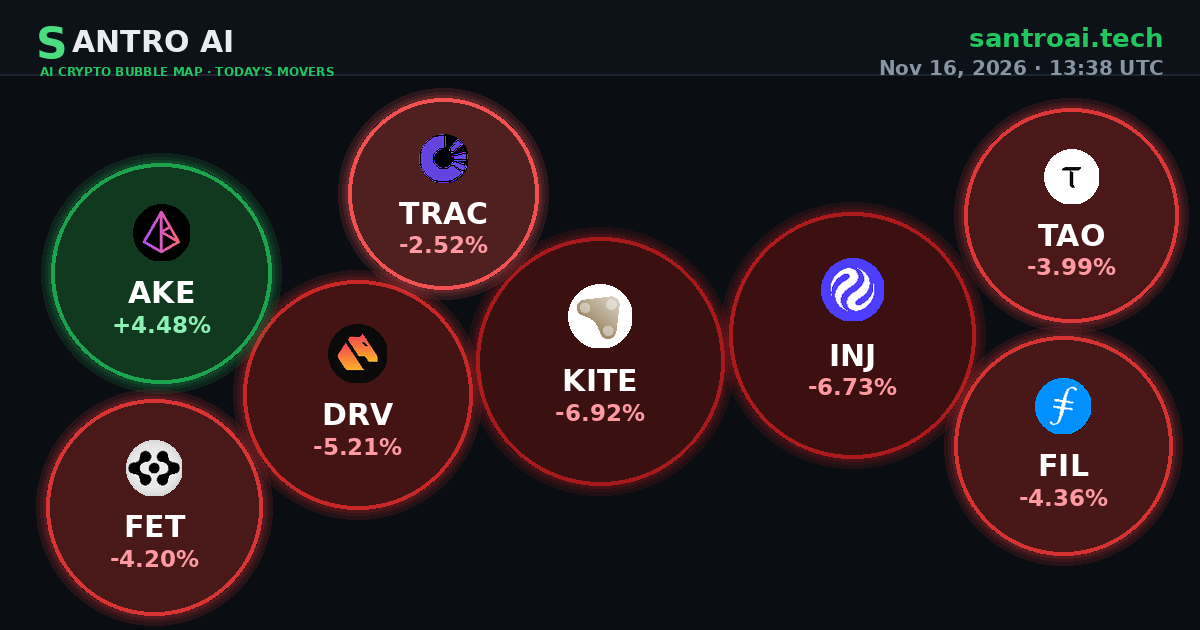 SANTRO AI
AI CRYPTO BUBBLE MAP · TODAY'S MOVERS
santroai.tech
Nov 16, 2026 · 13:38 UTC
TRAC
-2.52%
TAO
-3.99%
AKE
+4.48%
INJ
-6.73%
KITE
-6.92%
DRV
-5.21%
FIL
-4.36%
FET
-4.20%